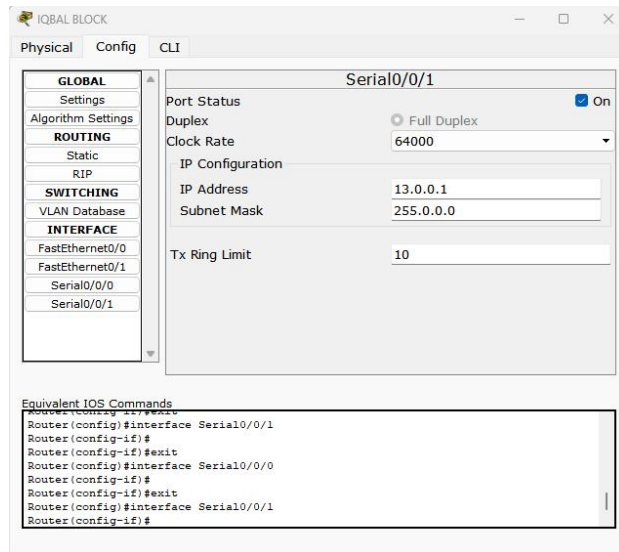 IQBAL BLOCK
Physical Config CLI
GLOBAL
Settings
Algorithm Settings
ROUTING
Static
RIP
SWITCHING
VLAN Database
INTERFACE
FastEthernet0/0
FastEthernet0/1
Serial0/0/0
Serial0/0/1
Serial0/0/1
Port Status On
Duplex Full Duplex
Clock Rate 64000
IP Configuration
IP Address 13.0.0.1
Subnet Mask 255.0.0.0
Tx Ring Limit 10
Equivalent IOS Commands
Router(config-if)#exit
Router(config)#interface Serial0/0/1
Router(config-if)#
Router(config-if)#exit
Router(config)#interface Serial0/0/0
Router(config-if)#
Router(config-if)#exit
Router(config)#interface Serial0/0/1
Router(config-if)#